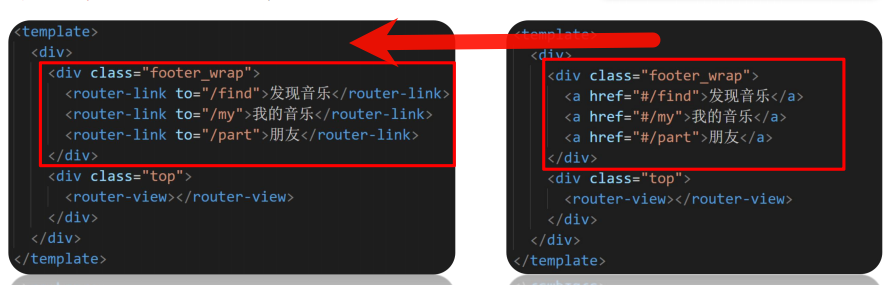 <template>
<div>
<div class="footer_wrap">
<router-link to="/find">发现音乐</router-link>
<router-link to="/my">我的音乐</router-link>
<router-link to="/part">朋友</router-link>
</div>
<div class="top">
<router-view></router-view>
</div>
</div>
</template>
<template>
<div>
<div class="footer_wrap">
<a href="#/find">发现音乐</a>
<a href="#/my">我的音乐</a>
<a href="#/part">朋友</a>
</div>
<div class="top">
<router-view></router-view>
</div>
</div>
</template>